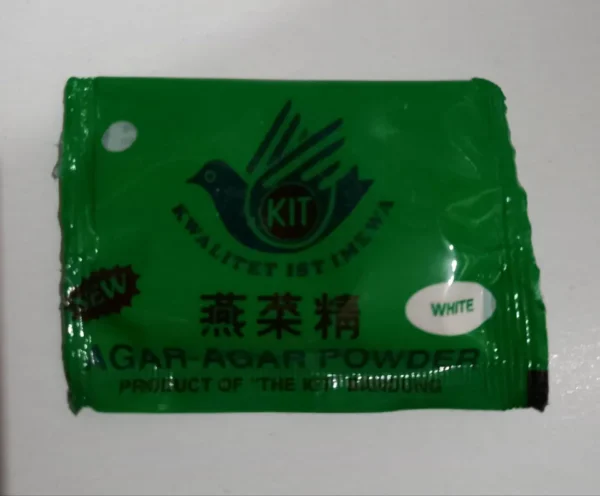 KIT
KWALITET IST IMEWA
NEW
燕菜精
WHITE
AGAR-AGAR POWDER
PRODUCT OF "THE KIT" BANDUNG